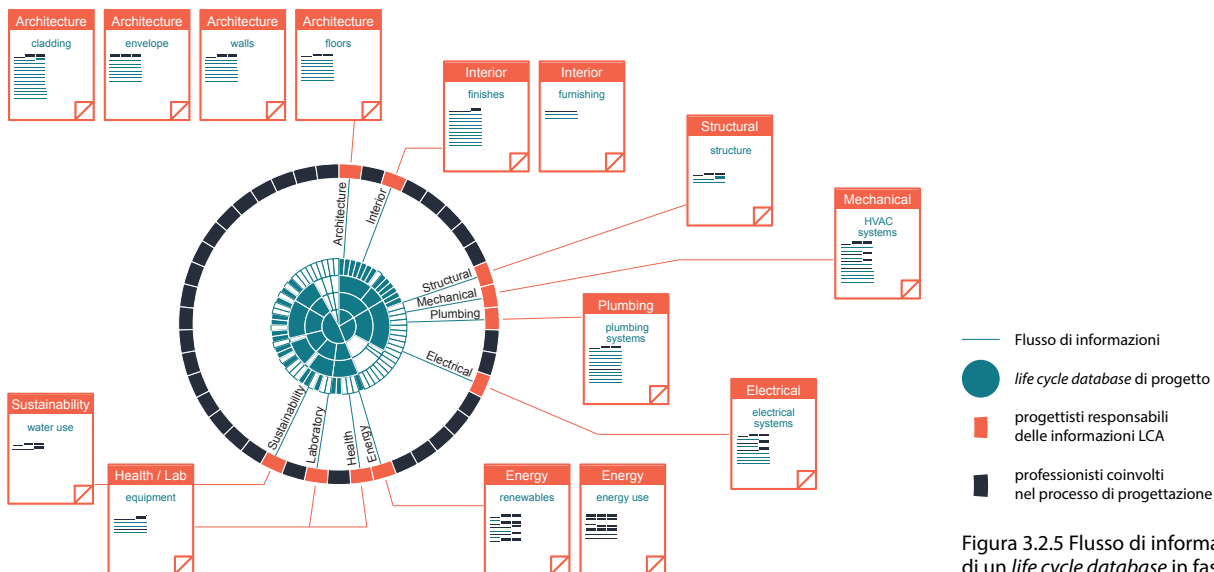 Architecture
cladding
Architecture
envelope
Architecture
walls
Architecture
floors
Interior
finishes
Interior
furnishing
Structural
structure
Mechanical
HVAC
systems
Plumbing
plumbing
systems
Electrical
electrical
systems
Sustainability
water use
Health / Lab
equipment
Energy
renewables
Energy
energy use
Architecture
Interior
Structural
Mechanical
Plumbing
Electrical
Energy
Health
Laboratory
Sustainability
Flusso di informazioni
life cycle database di progetto
progettisti responsabili
delle informazioni LCA
professionisti coinvolti
nel processo di progettazione
Figura 3.2.5 Flusso di informa
di un life cycle database in fas